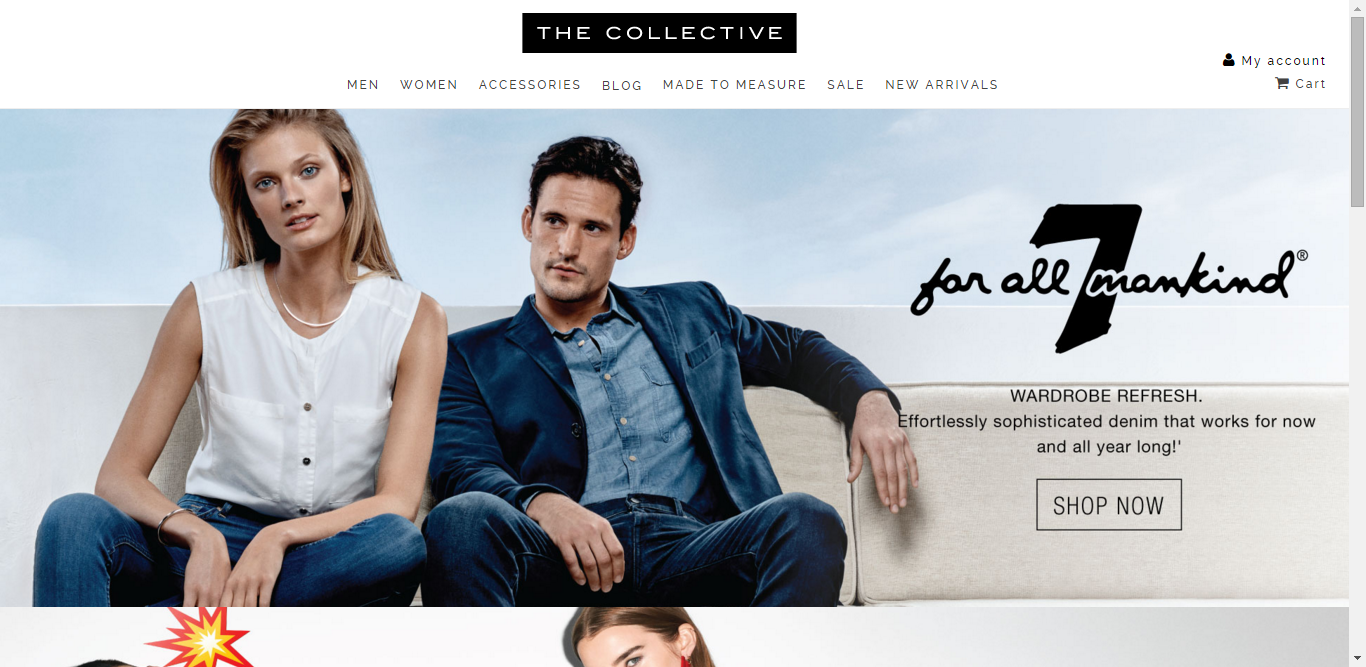 THE COLLECTIVE
My account
MEN WOMEN ACCESSORIES BLOG MADE TO MEASURE SALE NEW ARRIVALS
Cart
for all 7 mankind®
WARDROBE REFRESH.
Effortlessly sophisticated denim that works for now
and all year long!'
SHOP NOW